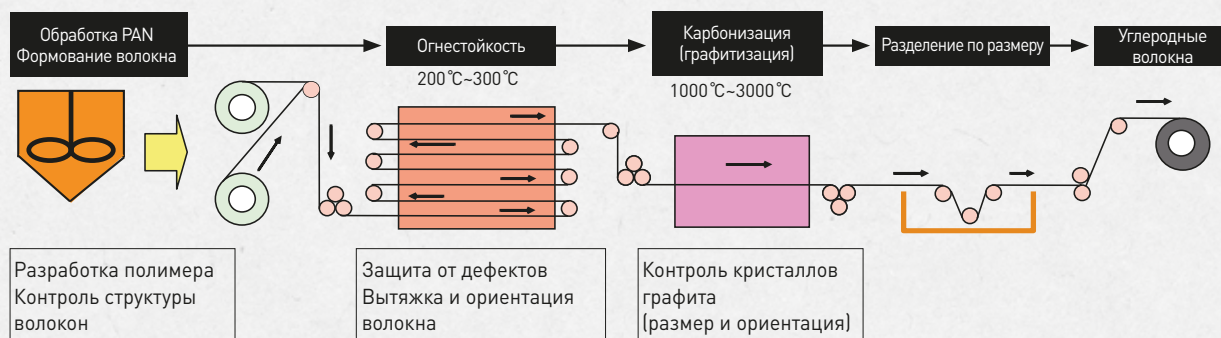 Обработка PAN
Формование волокна
Огнестойкость
Карбонизация
(графитизация)
Разделение по размеру
Углеродные
волокна
200°C~300°C
1000°C~3000°C
Разработка полимера
Контроль структуры
волокон
Защита от дефектов
Вытяжка и ориентация
волокна
Контроль кристаллов
графита
(размер и ориентация)